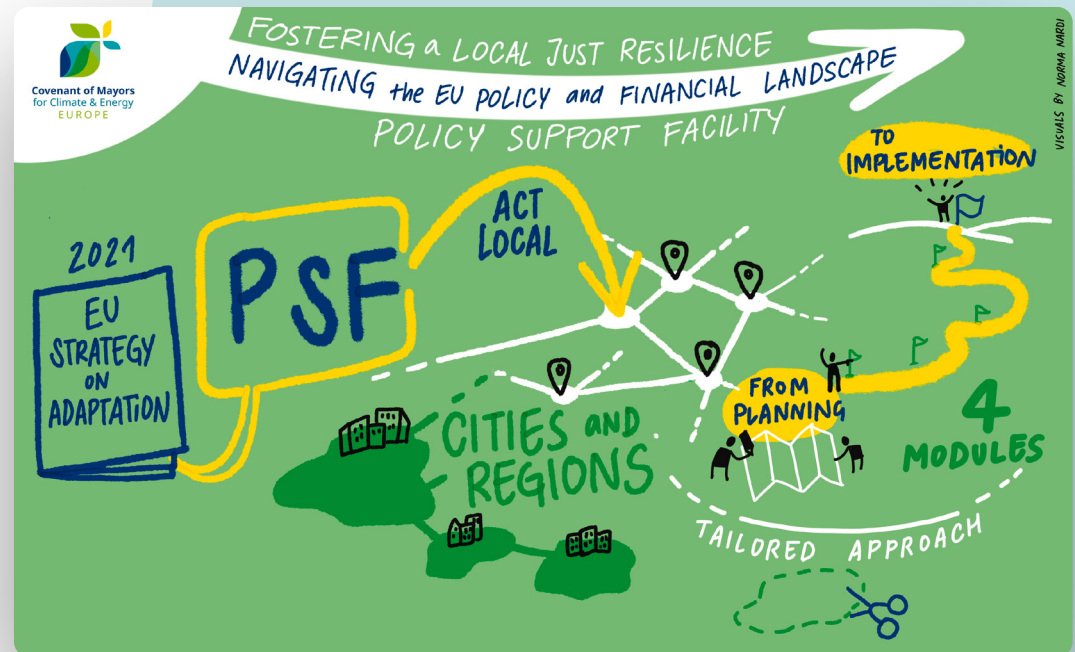 Covenant of Mayors
for Climate & Energy
EUROPE
FOSTERING a LOCAL JUST RESILIENCE
NAVIGATING the EU POLICY and FINANCIAL LANDSCAPE
POLICY SUPPORT FACILITY
VISUALS BY NORMA NARDI
2021
EU
STRATEGY
ON
ADAPTATION
PSF
ACT
LOCAL
TO
IMPLEMENTATION
CITIES AND
REGIONS
FROM
PLANNING
4
MODULES
TAILORED APPROACH